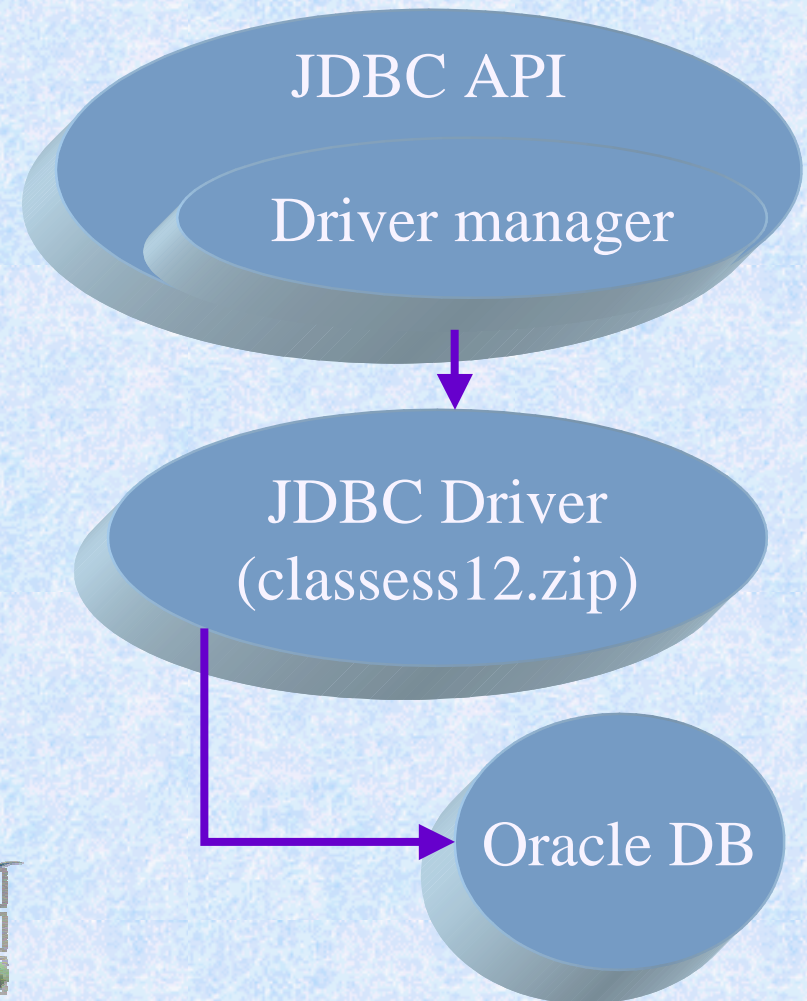 JDBC API
Driver manager
JDBC Driver
(classess12.zip)
Oracle DB